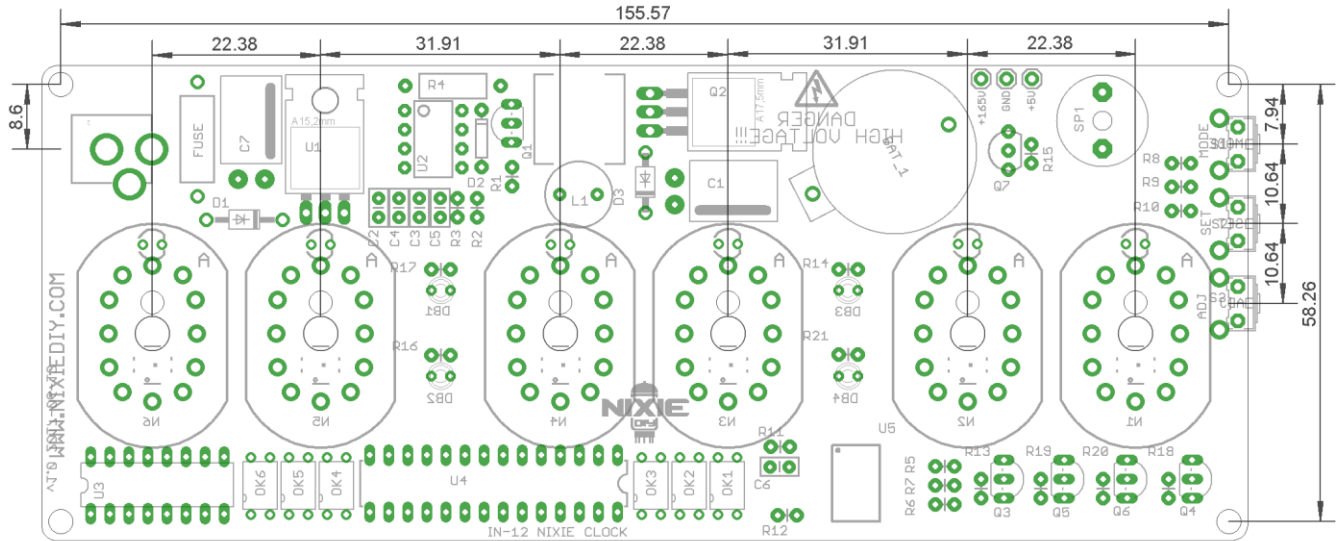 155.57
22.38
31.91
22.38
31.91
22.38
8.6
7.94
10.64
10.64
58.26
FUSE
C7
A15,2mm
U1
R4
U2
Q1
D2
R1
D1
C2
C4
C3
C5
R3
R2
L1
D3
Q2
A17,5mm
DANGER
HIGH VOLTAGE!!!
C1
BAT_1
+165V
GND
+5V
SP1
Q7
R15
R8
R9
R10
MODE
SET
ADJ
S3
A
A
A
A
A
A
R17
DB1
R16
DB2
R14
DB3
R21
DB4
N6
N5
N4
N3
N2
N1
WWW.NIXIEDIY.COM
NIXIE
DIY
U3
OK6
OK5
OK4
U4
OK3
OK2
OK1
R11
C6
R12
U5
R5
R7
R6
R13
Q3
R19
Q5
R20
Q6
R18
Q4
IN-12 NIXIE CLOCK